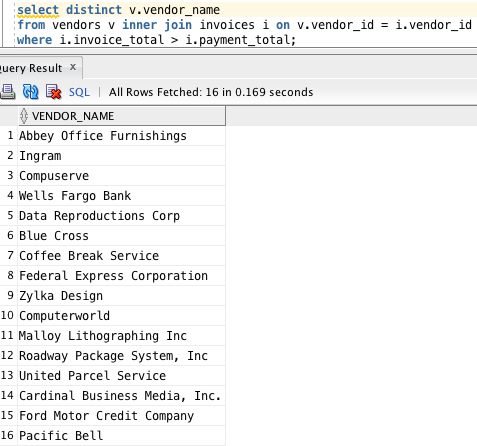 select distinct v.vendor_name
from vendors v inner join invoices i on v.vendor_id = i.vendor_id
where i.invoice_total > i.payment_total;
uery Result x
SQL | All Rows Fetched: 16 in 0.169 seconds
VENDOR_NAME
1 Abbey Office Furnishings
2 Ingram
3 Compuserve
4 Wells Fargo Bank
5 Data Reproductions Corp
6 Blue Cross
7 Coffee Break Service
8 Federal Express Corporation
9 Zylka Design
10 Computerworld
11 Malloy Lithographing Inc
12 Roadway Package System, Inc
13 United Parcel Service
14 Cardinal Business Media, Inc.
15 Ford Motor Credit Company
16 Pacific Bell